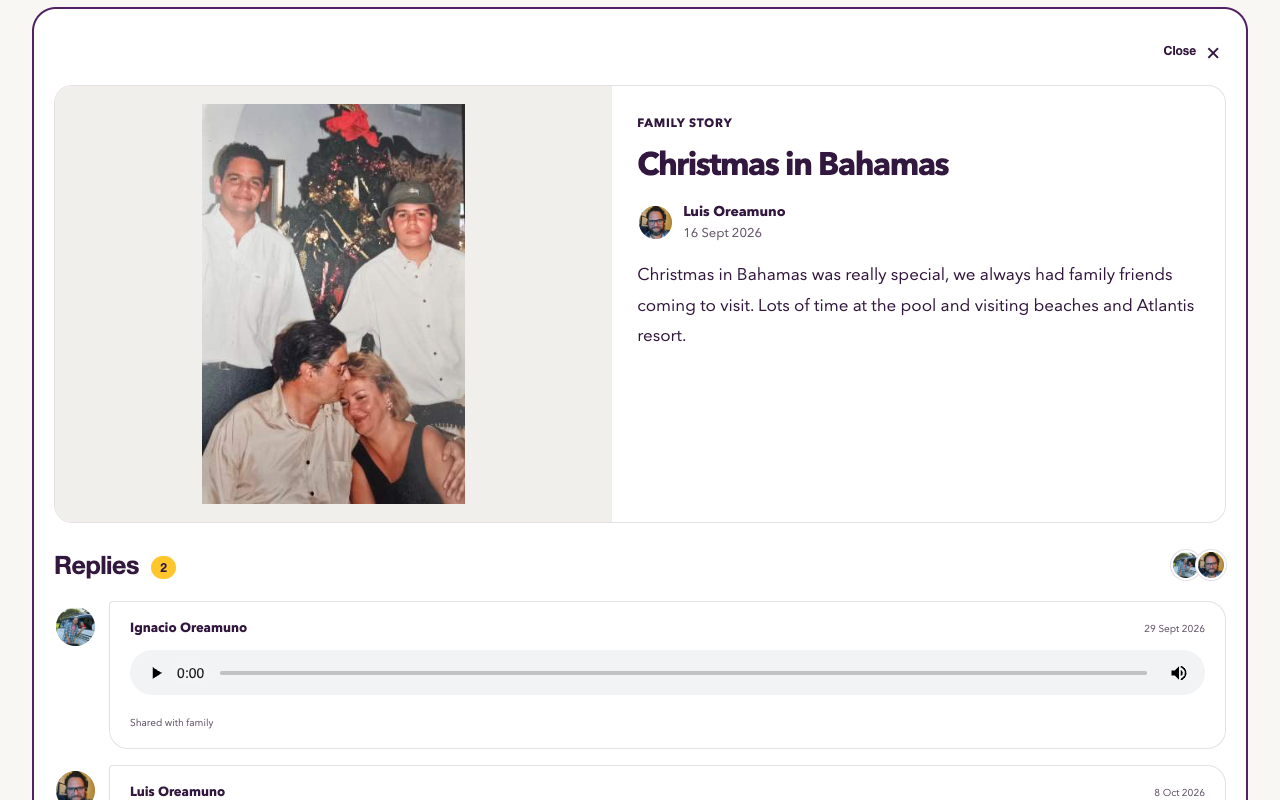 Close
FAMILY STORY
Christmas in Bahamas
Luis Oreamuno
16 Sept 2026
Christmas in Bahamas was really special, we always had family friends
coming to visit. Lots of time at the pool and visiting beaches and Atlantis
resort.
Replies 2
Ignacio Oreamuno
29 Sept 2026
0:00
Shared with family
Luis Oreamuno
8 Oct 2026